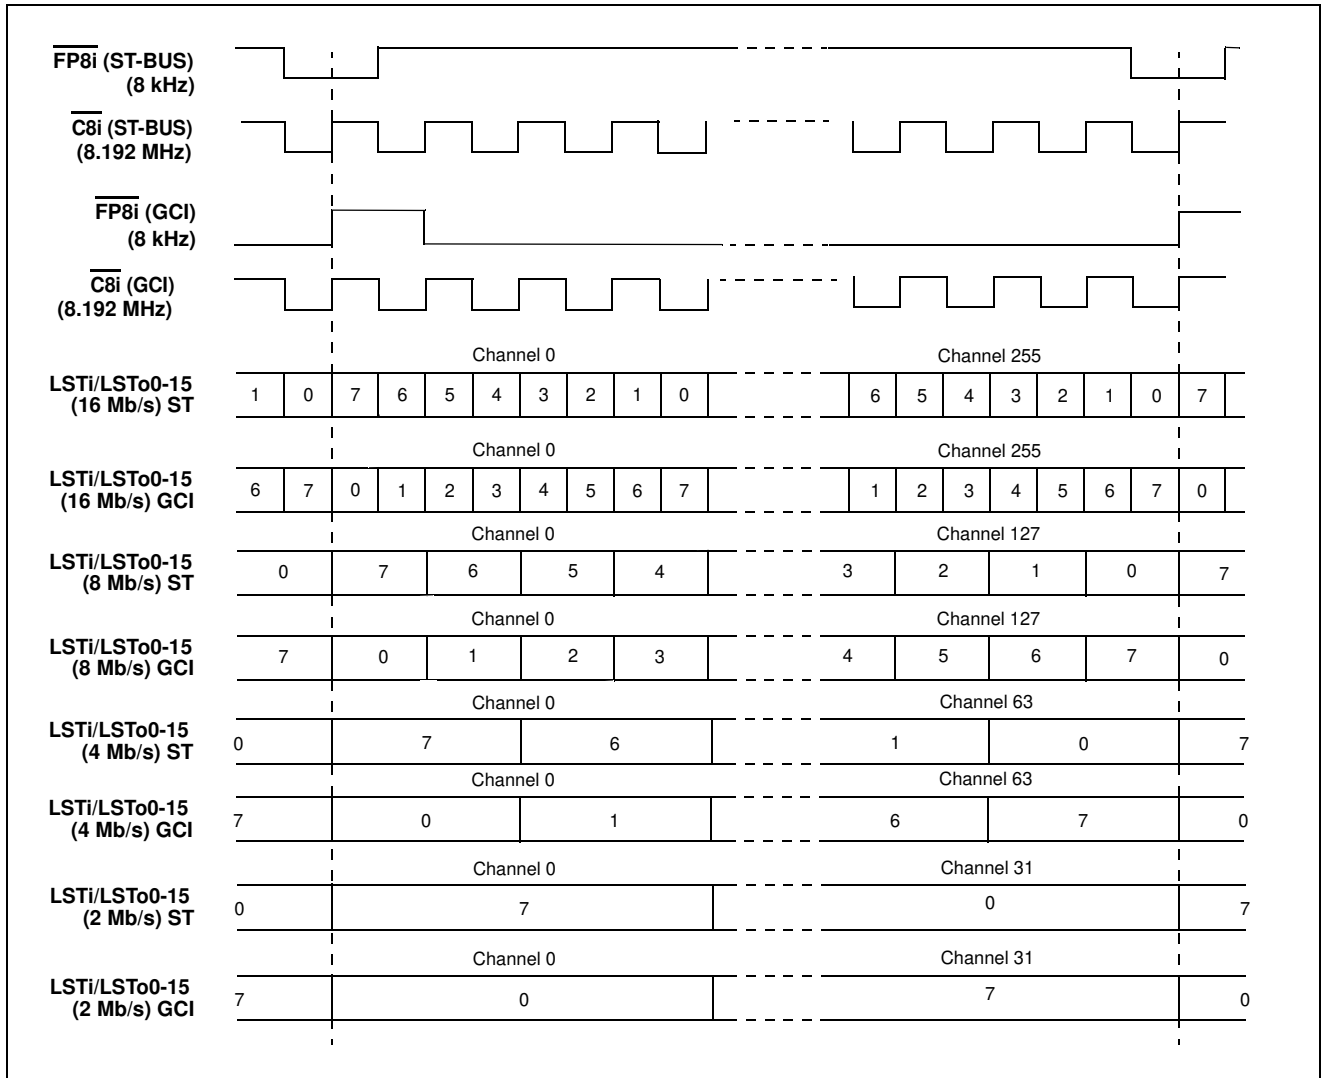 FP8i (ST-BUS)
(8 kHz)
C8i (ST-BUS)
(8.192 MHz)
FP8i (GCI)
(8 kHz)
C8i (GCI)
(8.192 MHz)
Channel 0 Channel 255
LSTi/LSTo0-15
(16 Mb/s) ST
1 0 7 6 5 4 3 2 1 0 6 5 4 3 2 1 0 7
Channel 0 Channel 255
LSTi/LSTo0-15
(16 Mb/s) GCI
6 7 0 1 2 3 4 5 6 7 1 2 3 4 5 6 7 0
Channel 0 Channel 127
LSTi/LSTo0-15
(8 Mb/s) ST
0 7 6 5 4 3 2 1 0 7
Channel 0 Channel 127
LSTi/LSTo0-15
(8 Mb/s) GCI
7 0 1 2 3 4 5 6 7 0
Channel 0 Channel 63
LSTi/LSTo0-15
(4 Mb/s) ST
0 7 6 1 0 7
Channel 0 Channel 63
LSTi/LSTo0-15
(4 Mb/s) GCI
7 0 1 6 7 0
Channel 0 Channel 31
LSTi/LSTo0-15
(2 Mb/s) ST
0 7 0 7
Channel 0 Channel 31
LSTi/LSTo0-15
(2 Mb/s) GCI
7 0 7 0